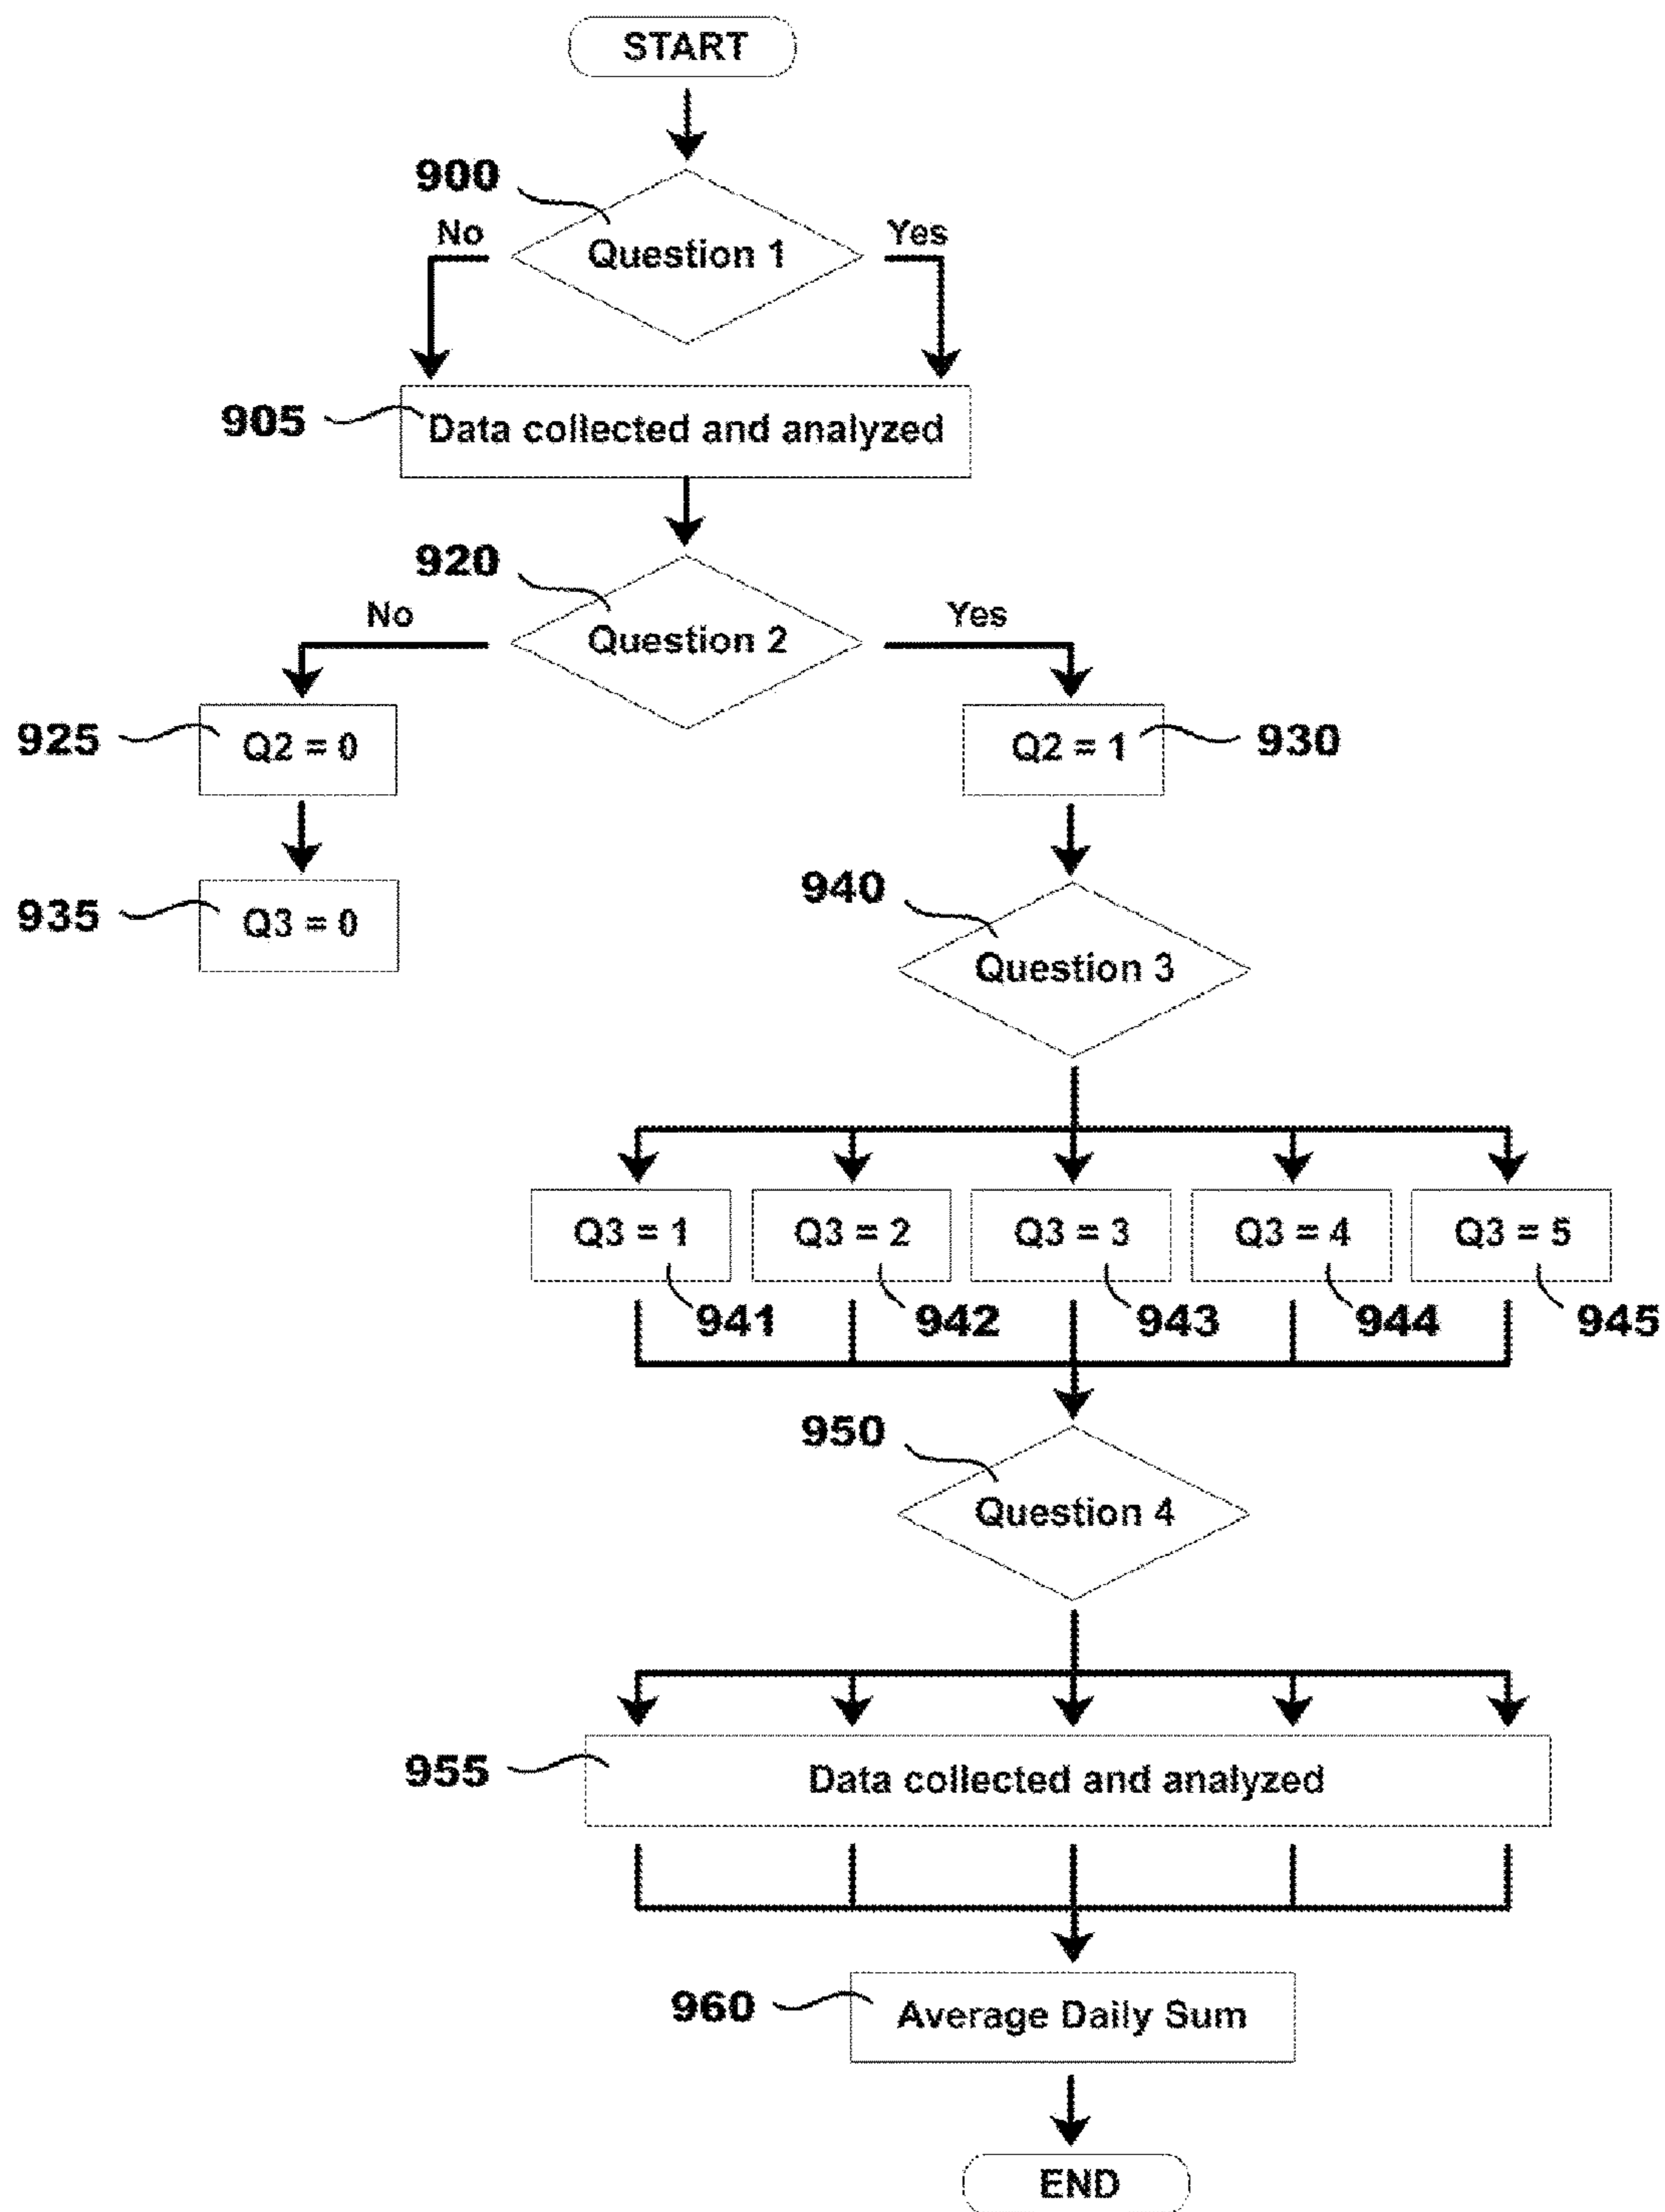 START
900
No
Yes
Question 1
905
Data collected and analyzed
920
No
Yes
Question 2
925
Q2 = 0
Q2 = 1
930
940
935
Q3 = 0
Question 3
Q3 = 1
Q3 = 2
Q3 = 3
Q3 = 4
Q3 = 5
941
942
943
944
945
950
Question 4
955
Data collected and analyzed
960
Average Daily Sum
END